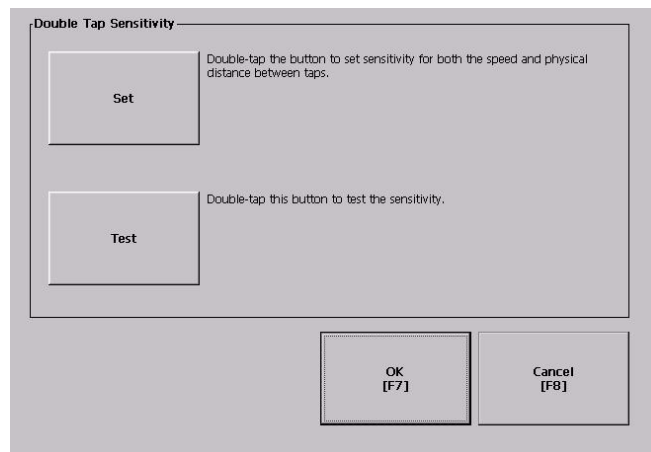 Double Tap Sensitivity
Double-tap the button to set sensitivity for both the speed and physical
distance between taps.
Set
Double-tap this button to test the sensitivity.
Test
OK
[F7]
Cancel
[F8]